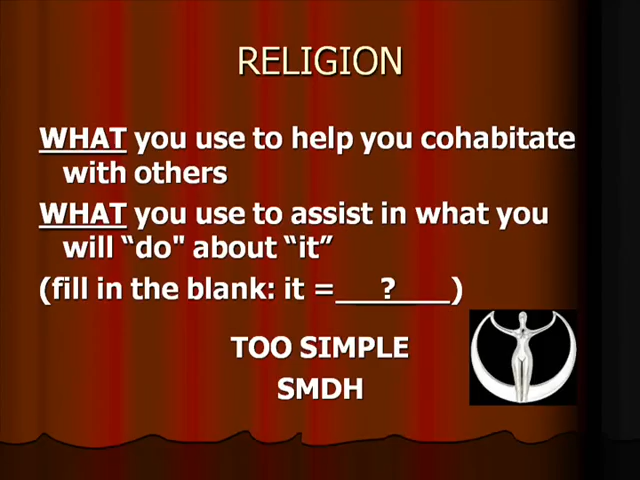 RELIGION
WHAT you use to help you cohabitate
with others
WHAT you use to assist in what you
will “do" about “it”
(fill in the blank: it =___?____)
TOO SIMPLE
SMDH